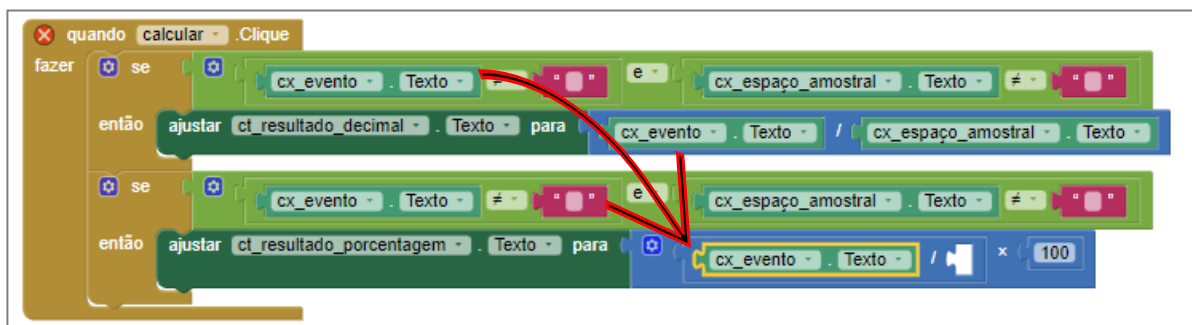 quando calcular .Clique
fazer se cx_evento . Texto ≠ " " e cx_espaço_amostral . Texto ≠ " "
então ajustar ct_resultado_decimal . Texto para cx_evento . Texto / cx_espaço_amostral . Texto
se cx_evento . Texto ≠ " " e cx_espaço_amostral . Texto ≠ " "
então ajustar ct_resultado_porcentagem . Texto para cx_evento . Texto / × 100